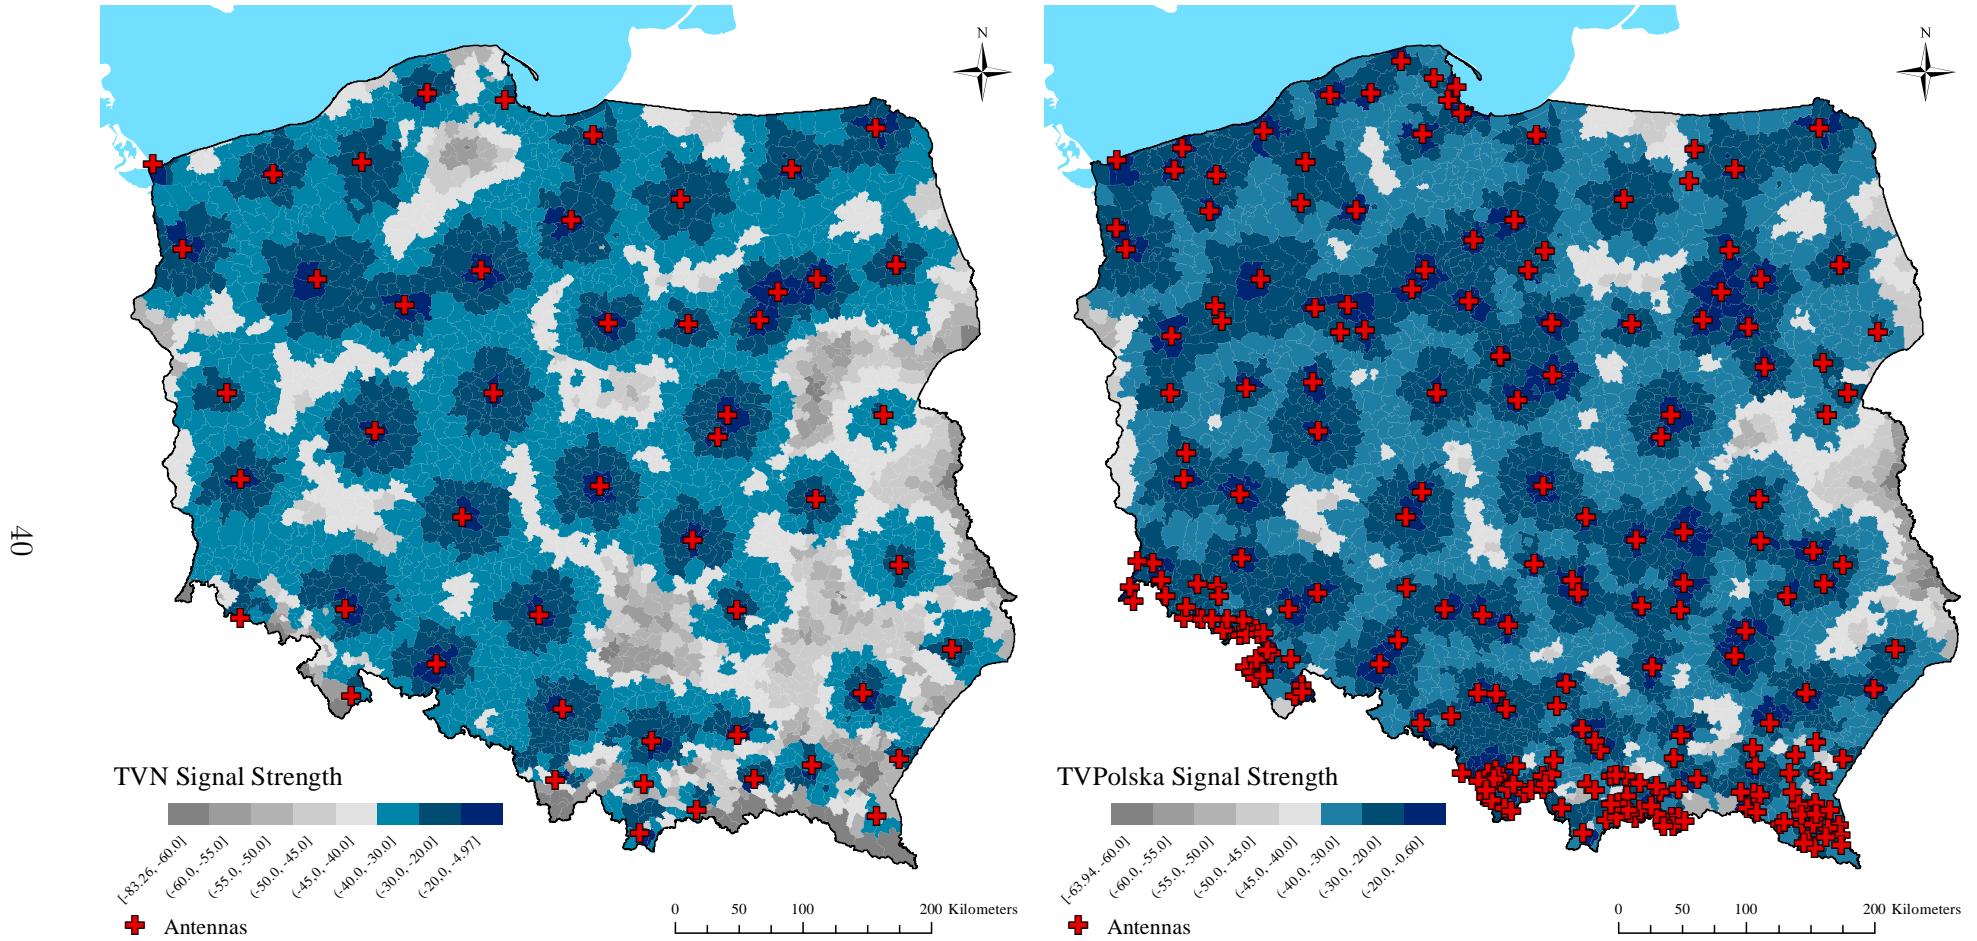 N
N
40
TVN Signal Strength
[-83.26, -60.0]
(-60.0, -55.0]
(-55.0, -50.0]
(-50.0, -45.0]
(-45,0, -40.0]
(-40.0, -30.0]
(-30.0, -20.0]
(-20.0, -4.97]
Antennas
0 50 100 200 Kilometers
TVPolska Signal Strength
[-63.94, -60.0]
(-60.0, -55.0]
(-55.0, -50.0]
(-50.0, -45.0]
(-45.0, -40.0]
(-40.0, -30.0]
(-30.0, -20.0]
(-20.0, -0.60]
Antennas
0 50 100 200 Kilometers